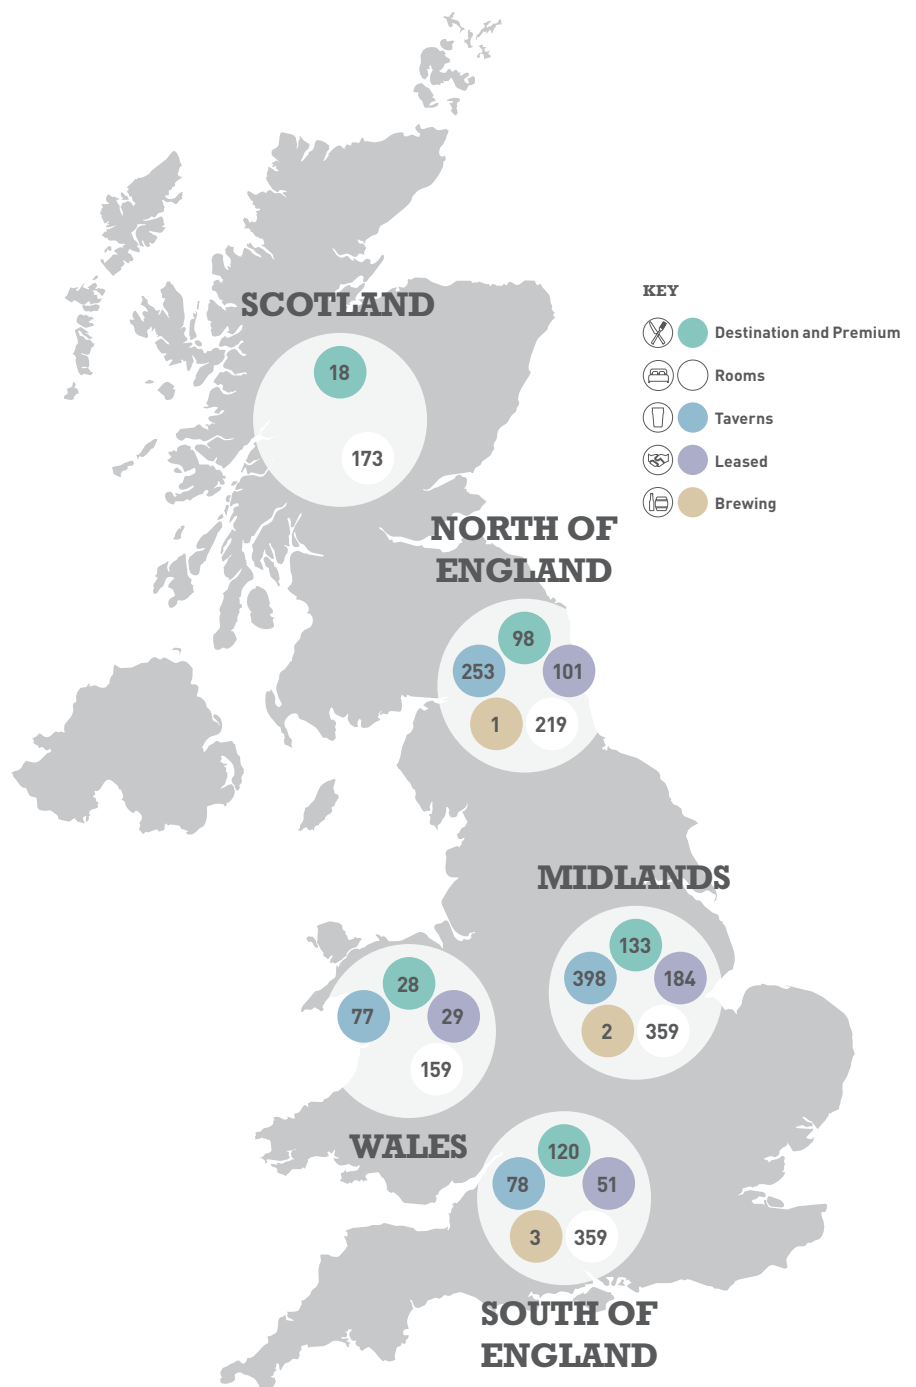 SCOTLAND
18
173
KEY
Destination and Premium
Rooms
Taverns
Leased
Brewing
NORTH OF
ENGLAND
98
253
101
1
219
MIDLANDS
133
398
184
2
359
28
77
29
159
WALES
120
78
51
3
359
SOUTH OF
ENGLAND